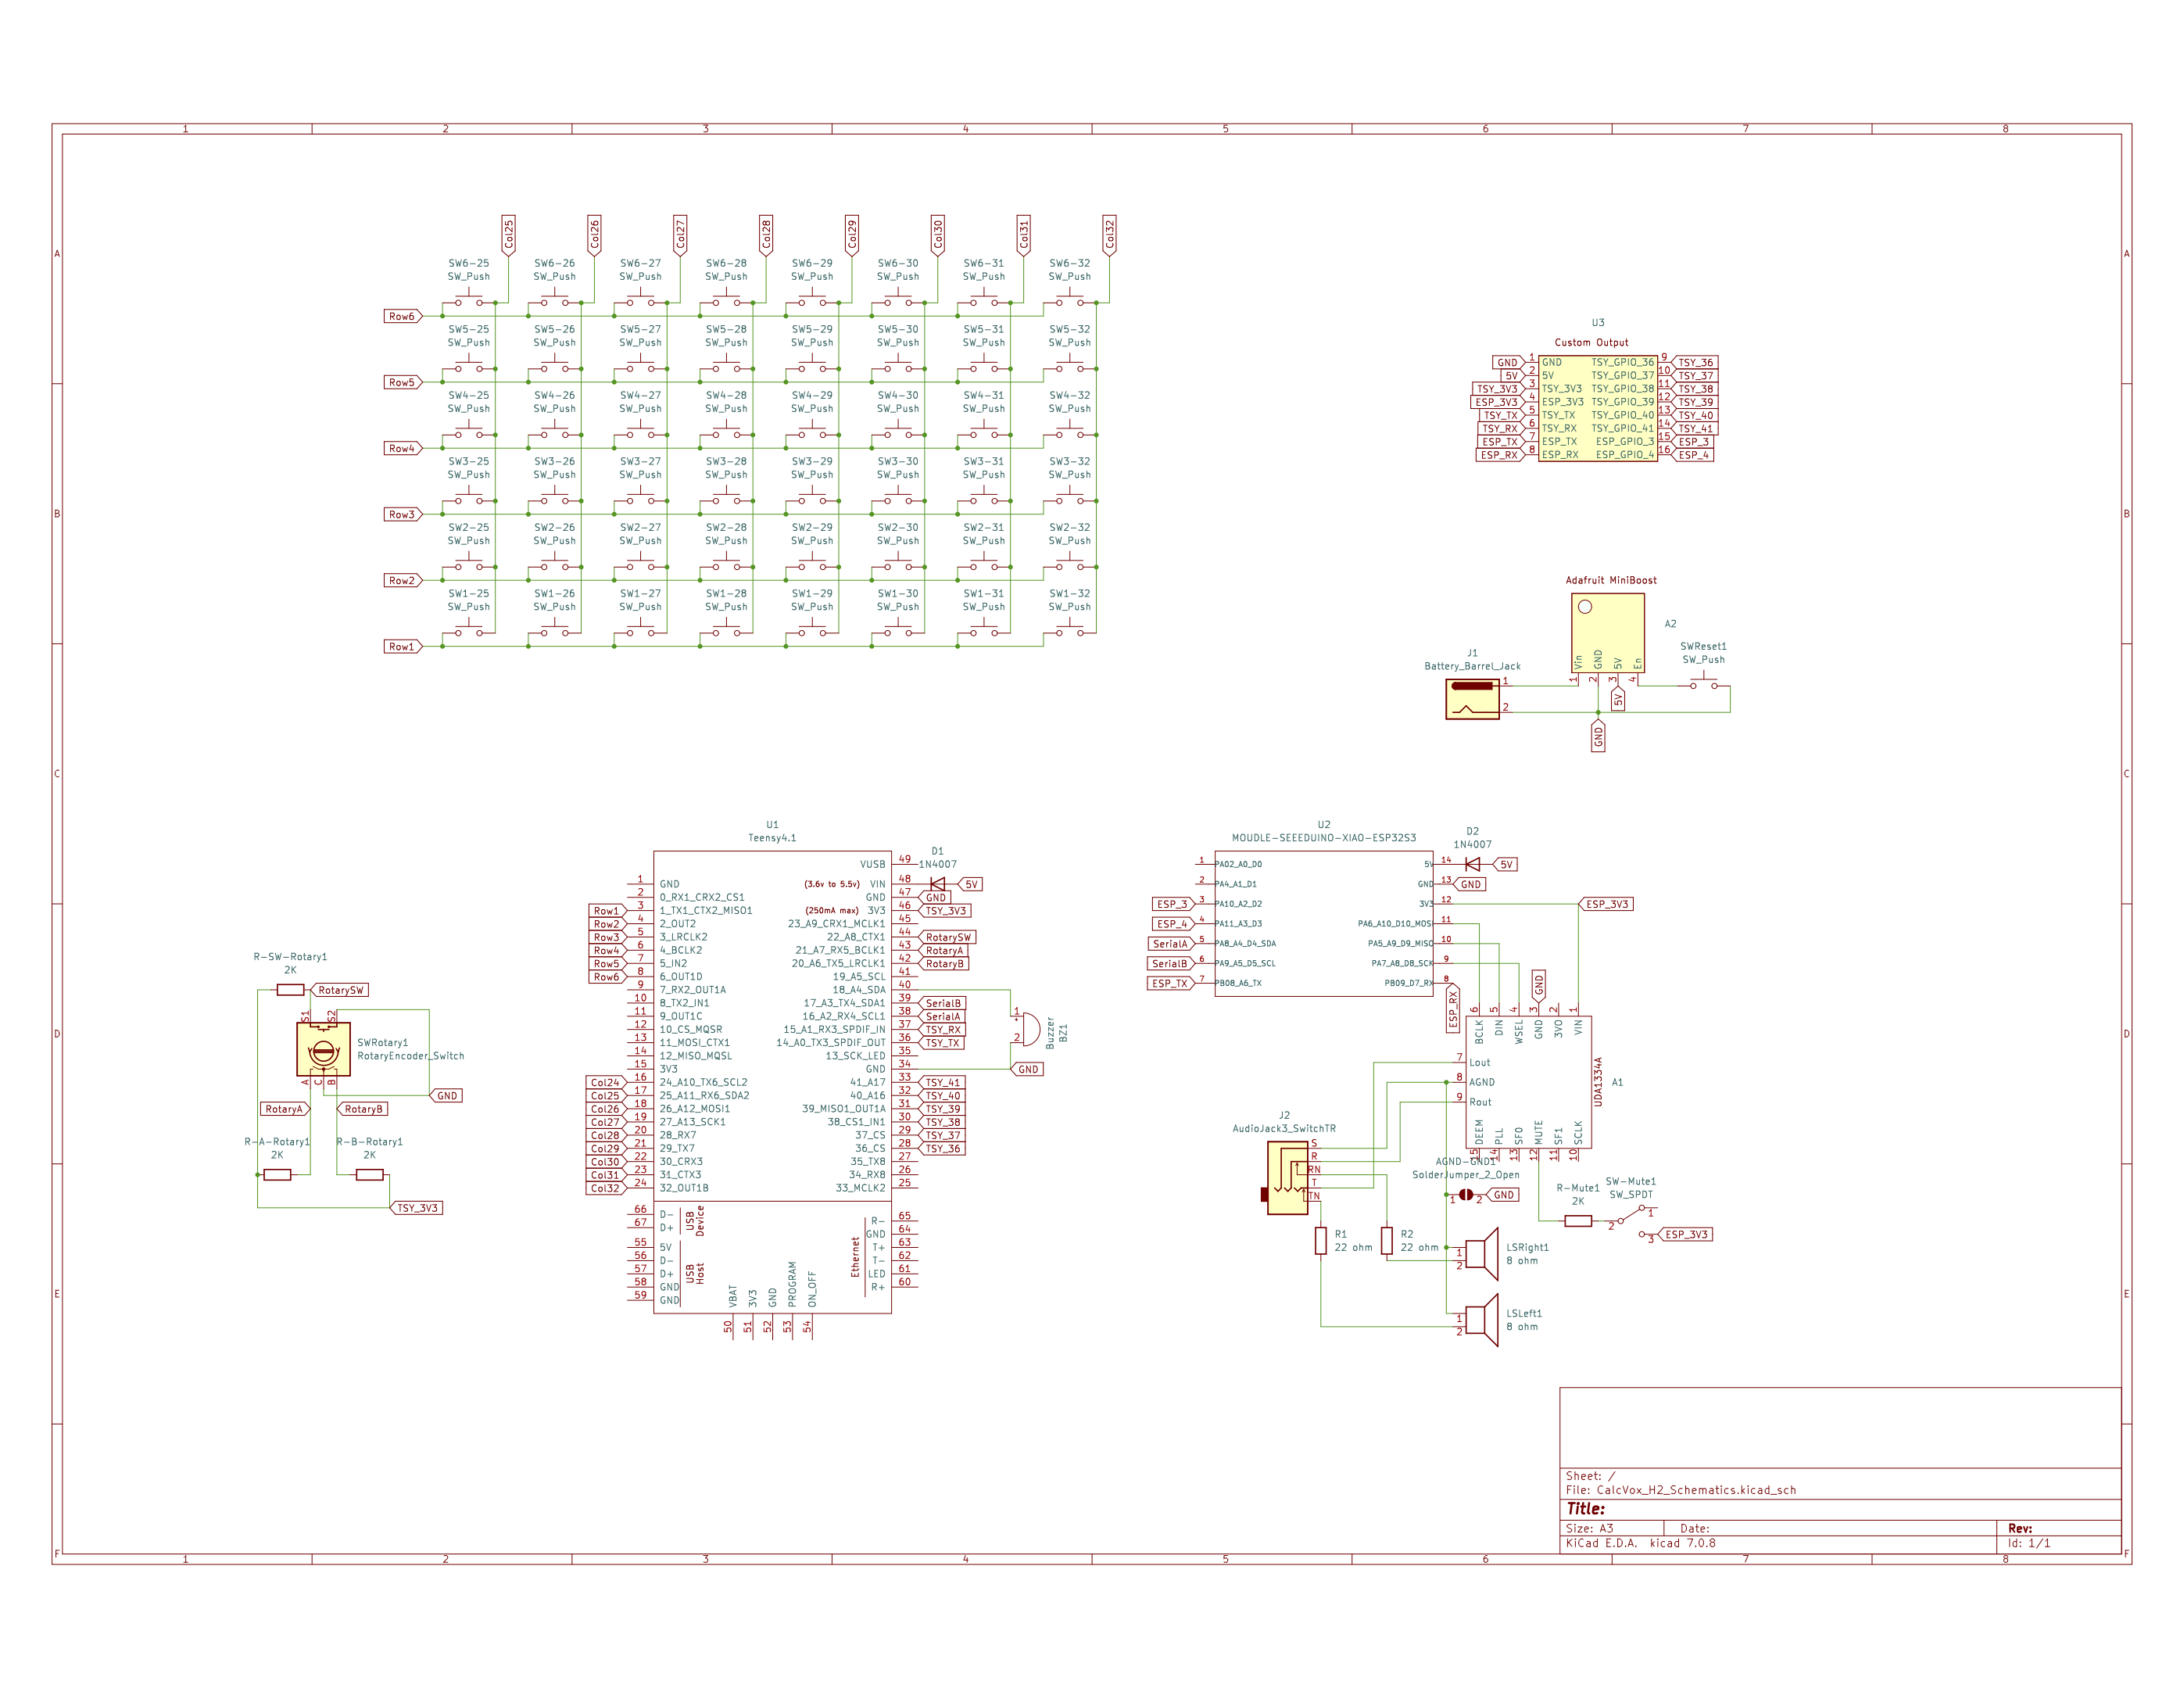 1 2 3 4 5 6 7 8
A
B
C
D
E
F
A
B
C
D
E
F
Col25 Col26 Col27 Col28 Col29 Col30 Col31 Col32
SW6-25 SW6-26 SW6-27 SW6-28 SW6-29 SW6-30 SW6-31 SW6-32
SW_Push SW_Push SW_Push SW_Push SW_Push SW_Push SW_Push SW_Push
Row6
SW5-25 SW5-26 SW5-27 SW5-28 SW5-29 SW5-30 SW5-31 SW5-32
SW_Push SW_Push SW_Push SW_Push SW_Push SW_Push SW_Push SW_Push
Row5
SW4-25 SW4-26 SW4-27 SW4-28 SW4-29 SW4-30 SW4-31 SW4-32
SW_Push SW_Push SW_Push SW_Push SW_Push SW_Push SW_Push SW_Push
Row4
SW3-25 SW3-26 SW3-27 SW3-28 SW3-29 SW3-30 SW3-31 SW3-32
SW_Push SW_Push SW_Push SW_Push SW_Push SW_Push SW_Push SW_Push
Row3
SW2-25 SW2-26 SW2-27 SW2-28 SW2-29 SW2-30 SW2-31 SW2-32
SW_Push SW_Push SW_Push SW_Push SW_Push SW_Push SW_Push SW_Push
Row2
SW1-25 SW1-26 SW1-27 SW1-28 SW1-29 SW1-30 SW1-31 SW1-32
SW_Push SW_Push SW_Push SW_Push SW_Push SW_Push SW_Push SW_Push
Row1
U3
Custom Output
GND 1 GND TSY_GPIO_36 9 TSY_36
5V 2 5V TSY_GPIO_37 10 TSY_37
TSY_3V3 3 TSY_3V3 TSY_GPIO_38 11 TSY_38
ESP_3V3 4 ESP_3V3 TSY_GPIO_39 12 TSY_39
TSY_TX 5 TSY_TX TSY_GPIO_40 13 TSY_40
TSY_RX 6 TSY_RX TSY_GPIO_41 14 TSY_41
ESP_TX 7 ESP_TX ESP_GPIO_3 15 ESP_3
ESP_RX 8 ESP_RX ESP_GPIO_4 16 ESP_4
Adafruit MiniBoost
A2
Vin GND 5V En
1 2 3 4
5V
GND
SWReset1
SW_Push
J1
Battery_Barrel_Jack
1
2
R-SW-Rotary1
2K
RotarySW
S1 S2
SWRotary1
RotaryEncoder_Switch
A C B
GND
RotaryA RotaryB
R-A-Rotary1 R-B-Rotary1
2K 2K
TSY_3V3
U1
Teensy4.1
VUSB 49
1 GND (3.6v to 5.5v) VIN 48
2 0_RX1_CRX2_CS1 GND 47 GND
Row1 3 1_TX1_CTX2_MISO1 (250mA max) 3V3 46 TSY_3V3
Row2 4 2_OUT2 23_A9_CRX1_MCLK1 45
Row3 5 3_LRCLK2 22_A8_CTX1 44 RotarySW
Row4 6 4_BCLK2 21_A7_RX5_BCLK1 43 RotaryA
Row5 7 5_IN2 20_A6_TX5_LRCLK1 42 RotaryB
Row6 8 6_OUT1D 19_A5_SCL 41
9 7_RX2_OUT1A 18_A4_SDA 40
10 8_TX2_IN1 17_A3_TX4_SDA1 39 SerialB
11 9_OUT1C 16_A2_RX4_SCL1 38 SerialA
12 10_CS_MQSR 15_A1_RX3_SPDIF_IN 37 TSY_RX
13 11_MOSI_CTX1 14_A0_TX3_SPDIF_OUT 36 TSY_TX
14 12_MISO_MQSL 13_SCK_LED 35
15 3V3 GND 34
Col24 16 24_A10_TX6_SCL2 41_A17 33 TSY_41
Col25 17 25_A11_RX6_SDA2 40_A16 32 TSY_40
Col26 18 26_A12_MOSI1 39_MISO1_OUT1A 31 TSY_39
Col27 19 27_A13_SCK1 38_CS1_IN1 30 TSY_38
Col28 20 28_RX7 37_CS 29 TSY_37
Col29 21 29_TX7 36_CS 28 TSY_36
Col30 22 30_CRX3 35_TX8 27
Col31 23 31_CTX3 34_RX8 26
Col32 24 32_OUT1B 33_MCLK2 25
66 D- R- 65
67 D+ GND 64
55 5V T+ 63
56 D- T- 62
57 D+ LED 61
58 GND R+ 60
59 GND
USB Device
USB Host
Ethernet
VBAT 3V3 GND PROGRAM ON_OFF
50 51 52 53 54
D1
1N4007
5V
1
+
2
Buzzer
BZ1
GND
U2
MOUDLE-SEEEDUINO-XIAO-ESP32S3
1 PA02_A0_D0 5V 14
2 PA4_A1_D1 GND 13 GND
ESP_3 3 PA10_A2_D2 3V3 12 ESP_3V3
ESP_4 4 PA11_A3_D3 PA6_A10_D10_MOSI 11
SerialA 5 PA8_A4_D4_SDA PA5_A9_D9_MISO 10
SerialB 6 PA9_A5_D5_SCL PA7_A8_D8_SCK 9
ESP_TX 7 PB08_A6_TX PB09_D7_RX 8
ESP_RX
D2
1N4007
5V
GND
6 5 4 3 2 1
BCLK DIN WSEL GND 3VO VIN
7 Lout
8 AGND
9 Rout
UDA1334A
A1
DEEM PLL SF0 MUTE SF1 SCLK
15 14 13 12 11 10
J2
AudioJack3_SwitchTR
S
R
RN
T
TN
AGND-GND1
SolderJumper_2_Open
1 2 GND
R-Mute1
2K
SW-Mute1
SW_SPDT
2 1
3 ESP_3V3
R1
22 ohm
R2
22 ohm
1
2
LSRight1
8 ohm
1
2
LSLeft1
8 ohm
Sheet: /
File: CalcVox_H2_Schematics.kicad_sch
Title:
Size: A3 Date: Rev:
KiCad E.D.A. kicad 7.0.8 Id: 1/1
1 2 3 4 5 6 7 8